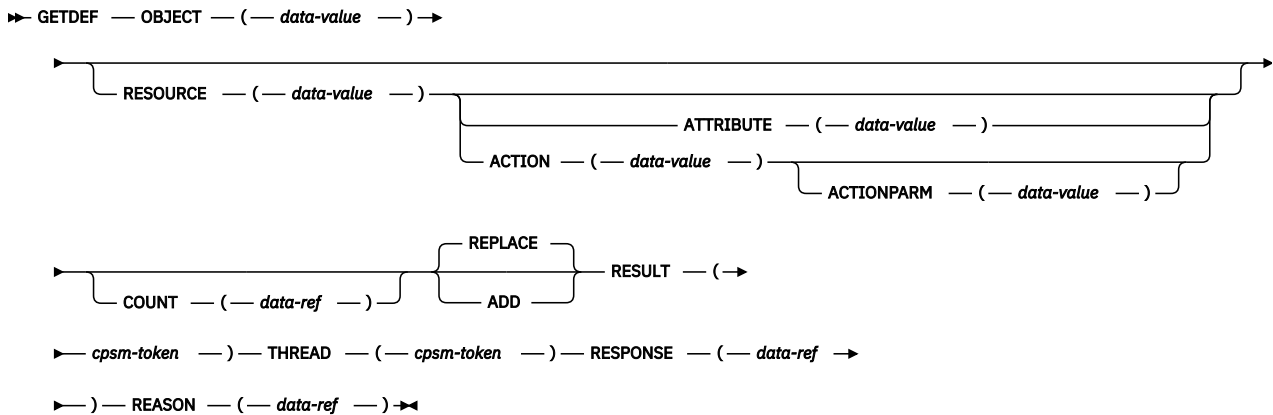 GETDEF OBJECT ( data-value )
RESOURCE ( data-value )
ATTRIBUTE ( data-value )
ACTION ( data-value )
ACTIONPARM ( data-value )
REPLACE
RESULT (
COUNT ( data-ref )
ADD
cpsm-token ) THREAD ( cpsm-token ) RESPONSE ( data-ref
) REASON ( data-ref )